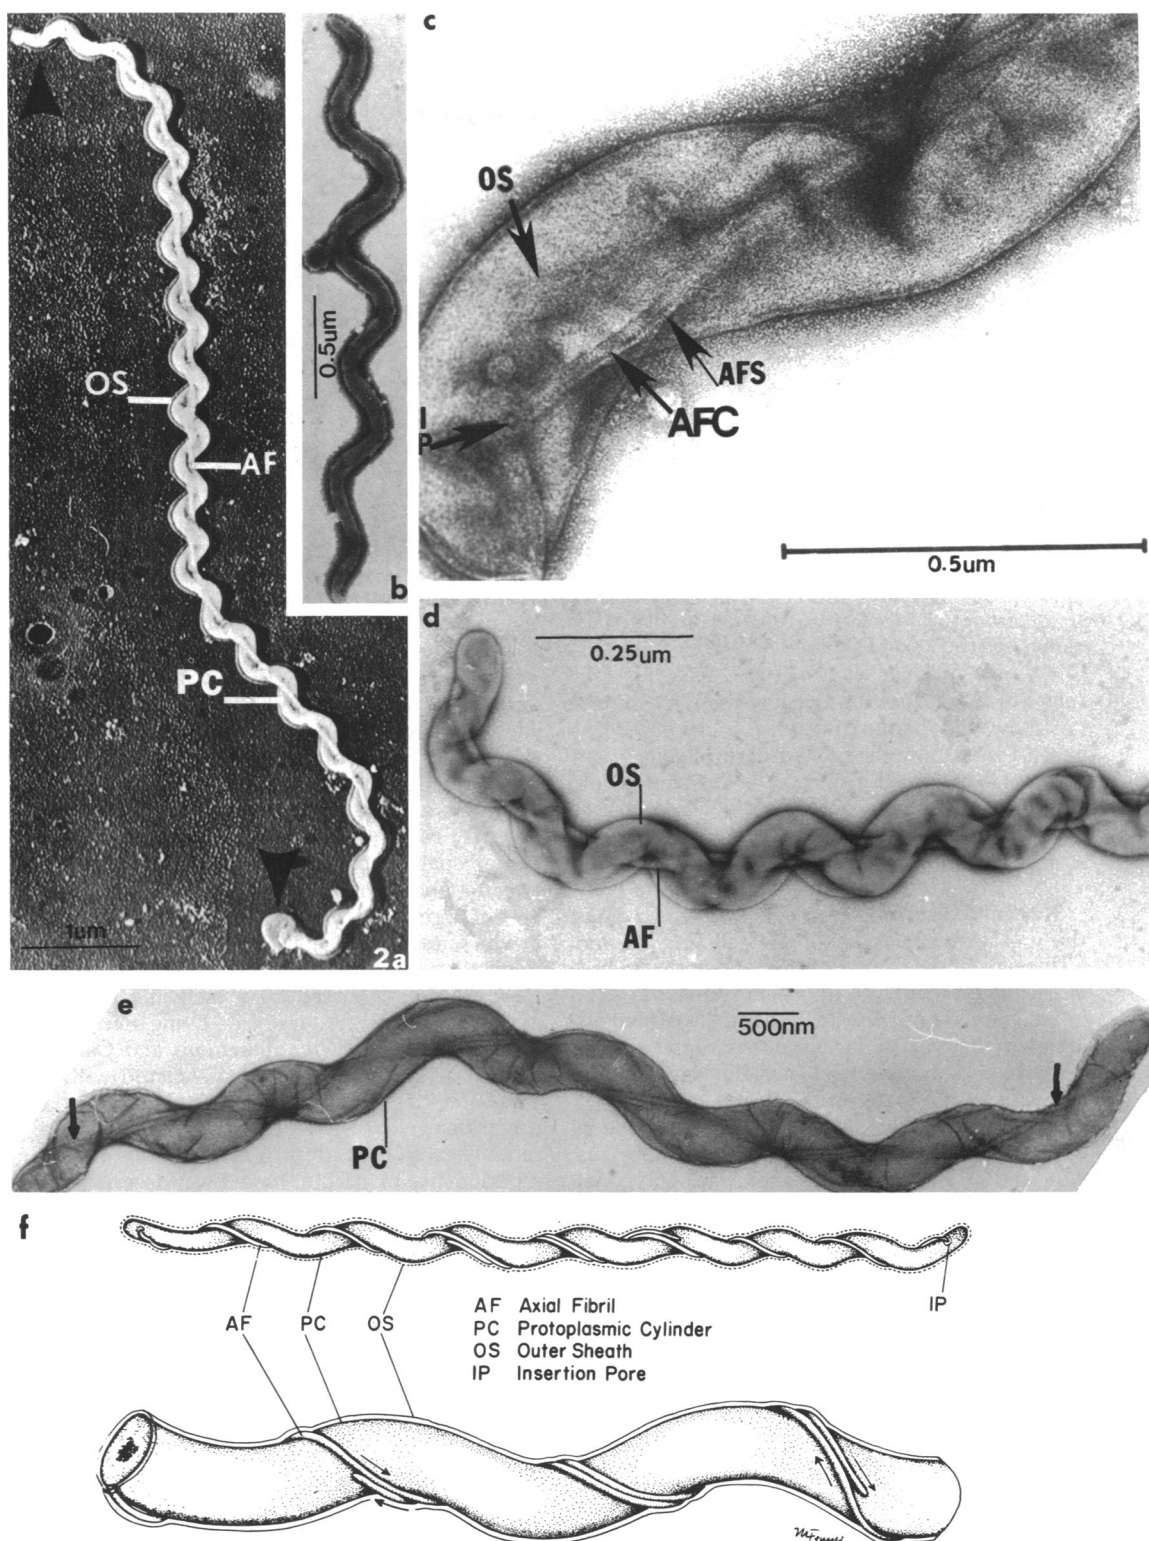 OS
AF
PC
1um
2a
0.5um
b
c
OS
AFS
AFC
I
P
0.5um
d
0.25um
OS
AF
e
500nm
PC
f
AF PC OS
IP
AF Axial Fibril
PC Protoplasmic Cylinder
OS Outer Sheath
IP Insertion Pore